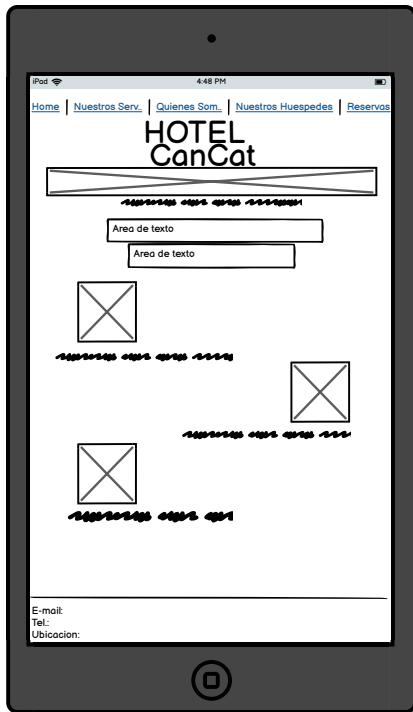 iPad 4:48 PM
Home | Nuestros Serv.. | Quienes Som.. | Nuestros Huespedes | Reservas
HOTEL
CanCat
Area de texto
Area de texto
E-mail:
Tel.:
Ubicacion: